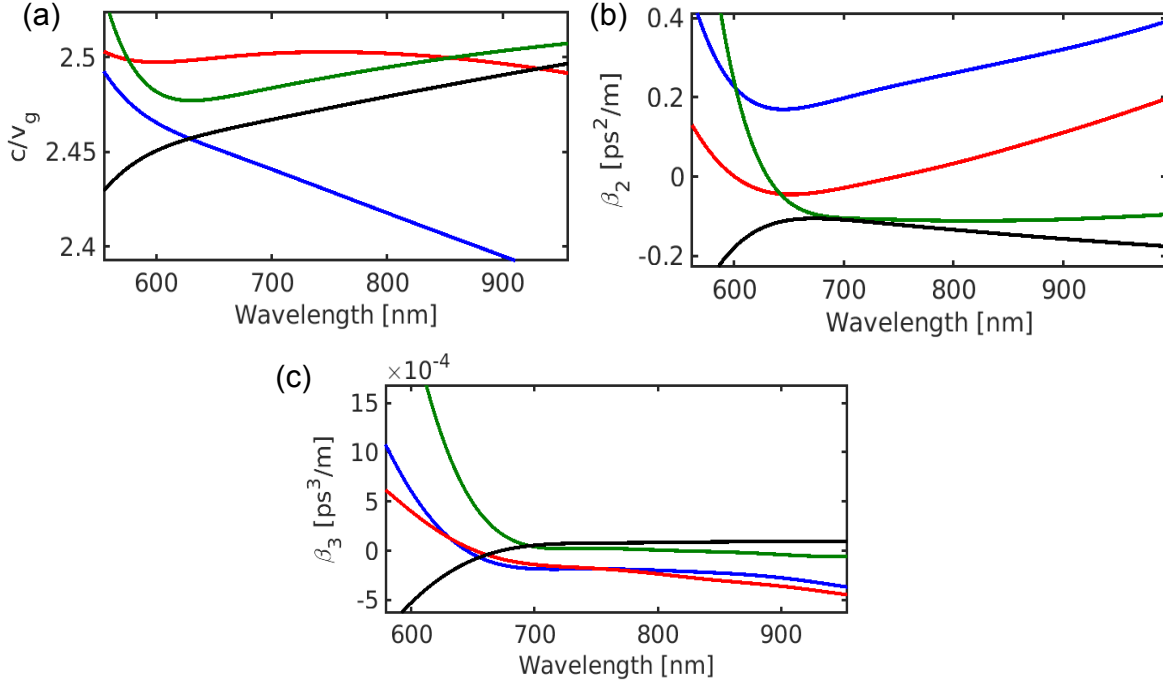 (a)
c/v_g
2.5
2.45
2.4
600
700
800
900
Wavelength [nm]
(b)
β_2 [ps^2/m]
0.4
0.2
0
-0.2
600
700
800
900
Wavelength [nm]
(c)
×10^-4
β_3 [ps^3/m]
15
10
5
0
-5
600
700
800
900
Wavelength [nm]